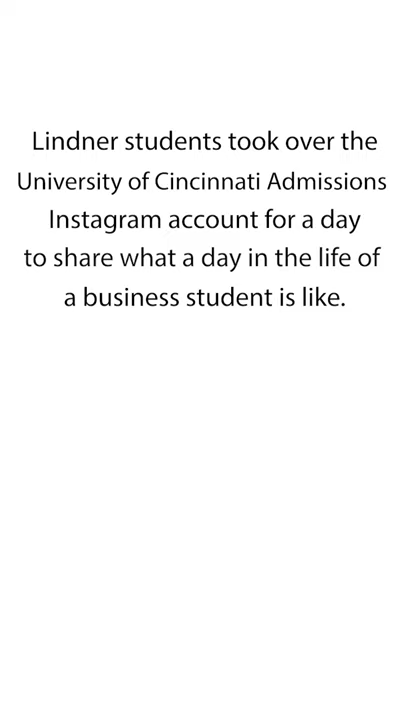 Lindner students took over the
University of Cincinnati Admissions
Instagram account for a day
to share what a day in the life of
a business student is like.